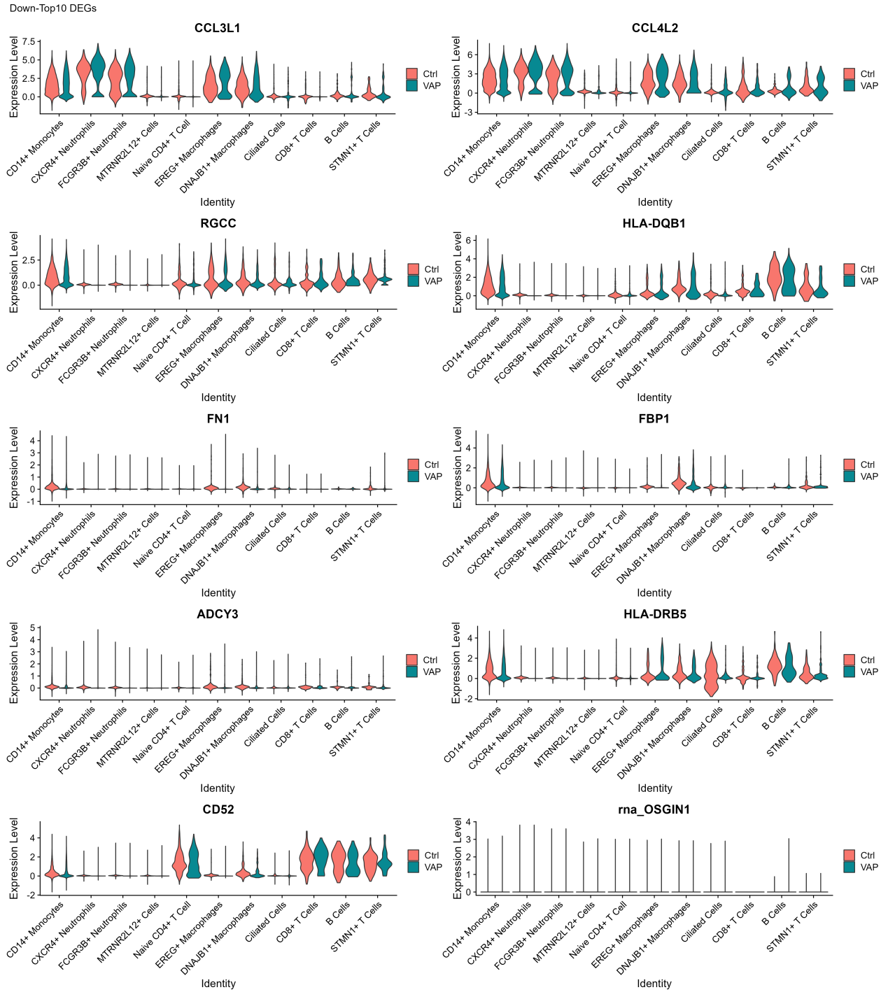 Down-Top10 DEGs
CCL3L1
Expression Level
7.5
5.0
2.5
0.0
CD14+ Monocytes
CXCR4+ Neutrophils
FCGR3B+ Neutrophils
MTRNR2L12+ Cells
Naive CD4+ T Cell
EREG+ Macrophages
DNAJB1+ Macrophages
Ciliated Cells
CD8+ T Cells
B Cells
STMN1+ T Cells
Identity
Ctrl
VAP
CCL4L2
Expression Level
6
3
0
-3
CD14+ Monocytes
CXCR4+ Neutrophils
FCGR3B+ Neutrophils
MTRNR2L12+ Cells
Naive CD4+ T Cell
EREG+ Macrophages
DNAJB1+ Macrophages
Ciliated Cells
CD8+ T Cells
B Cells
STMN1+ T Cells
Identity
Ctrl
VAP
RGCC
Expression Level
2.5
0.0
CD14+ Monocytes
CXCR4+ Neutrophils
FCGR3B+ Neutrophils
MTRNR2L12+ Cells
Naive CD4+ T Cell
EREG+ Macrophages
DNAJB1+ Macrophages
Ciliated Cells
CD8+ T Cells
B Cells
STMN1+ T Cells
Identity
Ctrl
VAP
HLA-DQB1
Expression Level
6
4
2
0
CD14+ Monocytes
CXCR4+ Neutrophils
FCGR3B+ Neutrophils
MTRNR2L12+ Cells
Naive CD4+ T Cell
EREG+ Macrophages
DNAJB1+ Macrophages
Ciliated Cells
CD8+ T Cells
B Cells
STMN1+ T Cells
Identity
Ctrl
VAP
FN1
Expression Level
4
3
2
1
0
-1
CD14+ Monocytes
CXCR4+ Neutrophils
FCGR3B+ Neutrophils
MTRNR2L12+ Cells
Naive CD4+ T Cell
EREG+ Macrophages
DNAJB1+ Macrophages
Ciliated Cells
CD8+ T Cells
B Cells
STMN1+ T Cells
Identity
Ctrl
VAP
FBP1
Expression Level
4
2
0
CD14+ Monocytes
CXCR4+ Neutrophils
FCGR3B+ Neutrophils
MTRNR2L12+ Cells
Naive CD4+ T Cell
EREG+ Macrophages
DNAJB1+ Macrophages
Ciliated Cells
CD8+ T Cells
B Cells
STMN1+ T Cells
Identity
Ctrl
VAP
ADCY3
Expression Level
5
4
3
2
1
0
CD14+ Monocytes
CXCR4+ Neutrophils
FCGR3B+ Neutrophils
MTRNR2L12+ Cells
Naive CD4+ T Cell
EREG+ Macrophages
DNAJB1+ Macrophages
Ciliated Cells
CD8+ T Cells
B Cells
STMN1+ T Cells
Identity
Ctrl
VAP
HLA-DRB5
Expression Level
4
2
0
-2
CD14+ Monocytes
CXCR4+ Neutrophils
FCGR3B+ Neutrophils
MTRNR2L12+ Cells
Naive CD4+ T Cell
EREG+ Macrophages
DNAJB1+ Macrophages
Ciliated Cells
CD8+ T Cells
B Cells
STMN1+ T Cells
Identity
Ctrl
VAP
CD52
Expression Level
4
2
0
-2
CD14+ Monocytes
CXCR4+ Neutrophils
FCGR3B+ Neutrophils
MTRNR2L12+ Cells
Naive CD4+ T Cell
EREG+ Macrophages
DNAJB1+ Macrophages
Ciliated Cells
CD8+ T Cells
B Cells
STMN1+ T Cells
Identity
Ctrl
VAP
rna_OSGIN1
Expression Level
4
3
2
1
0
CD14+ Monocytes
CXCR4+ Neutrophils
FCGR3B+ Neutrophils
MTRNR2L12+ Cells
Naive CD4+ T Cell
EREG+ Macrophages
DNAJB1+ Macrophages
Ciliated Cells
CD8+ T Cells
B Cells
STMN1+ T Cells
Identity
Ctrl
VAP